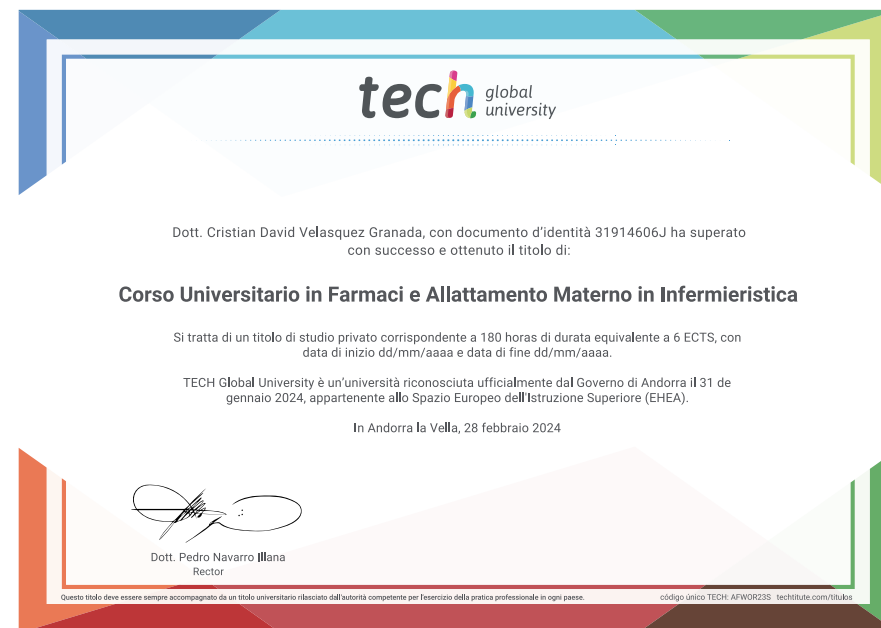 tech global university
Dott. Cristian David Velasquez Granada, con documento d'identità 31914606J ha superato
con successo e ottenuto il titolo di:
Corso Universitario in Farmaci e Allattamento Materno in Infermieristica
Si tratta di un titolo di studio privato corrispondente a 180 horas di durata equivalente a 6 ECTS, con
data di inizio dd/mm/aaaa e data di fine dd/mm/aaaa.
TECH Global University è un'università riconosciuta ufficialmente dal Governo di Andorra il 31 de
gennaio 2024, appartenente allo Spazio Europeo dell'Istruzione Superiore (EHEA).
In Andorra la Vella, 28 febbraio 2024
Dott. Pedro Navarro Illana
Rector
Questo titolo deve essere sempre accompagnato da un titolo universitario rilasciato dall'autorità competente per l'esercizio della pratica professionale in ogni paese.
código único TECH: AFWOR23S techtitute.com/titulos